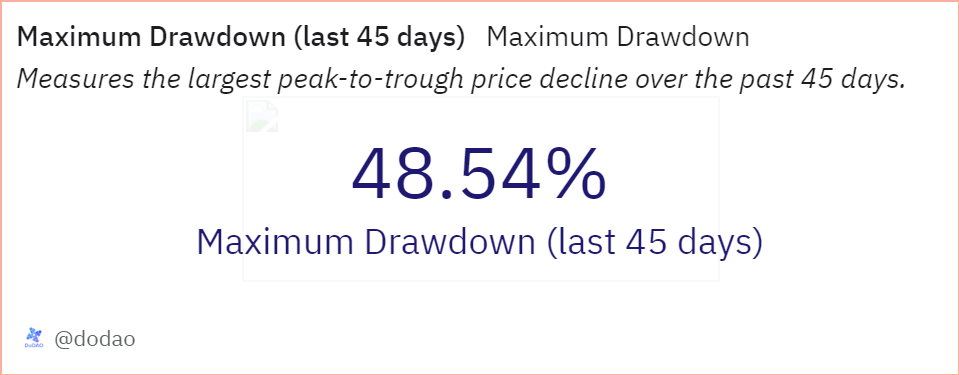 Maximum Drawdown (last 45 days) Maximum Drawdown
Measures the largest peak-to-trough price decline over the past 45 days.
48.54%
Maximum Drawdown (last 45 days)
DoDAO
@dodao